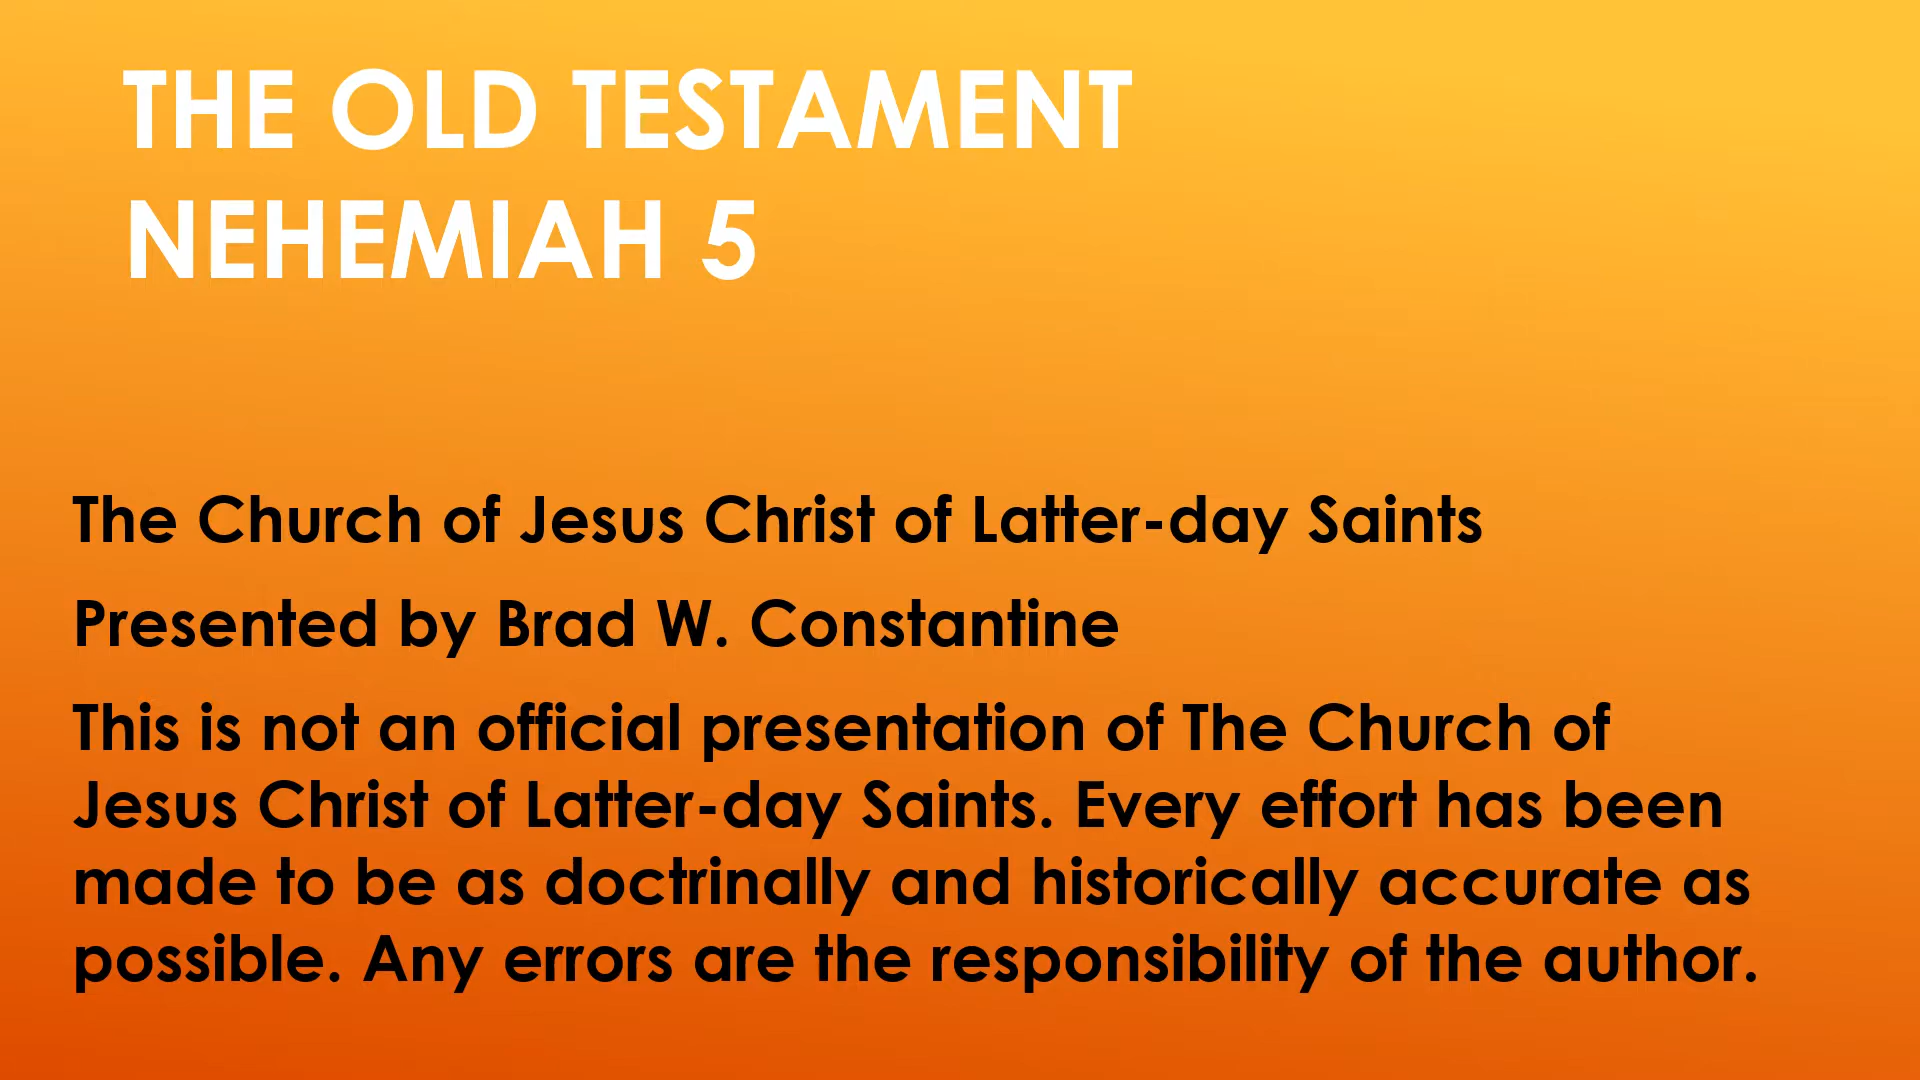 THE OLD TESTAMENT
NEHEMIAH 5
The Church of Jesus Christ of Latter-day Saints
Presented by Brad W. Constantine
This is not an official presentation of The Church of
Jesus Christ of Latter-day Saints. Every effort has been
made to be as doctrinally and historically accurate as
possible. Any errors are the responsibility of the author.